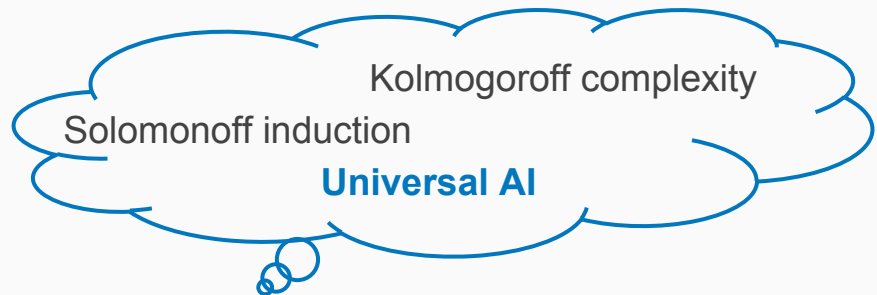 Kolmogoroff complexity
Solomonoff induction
Universal AI